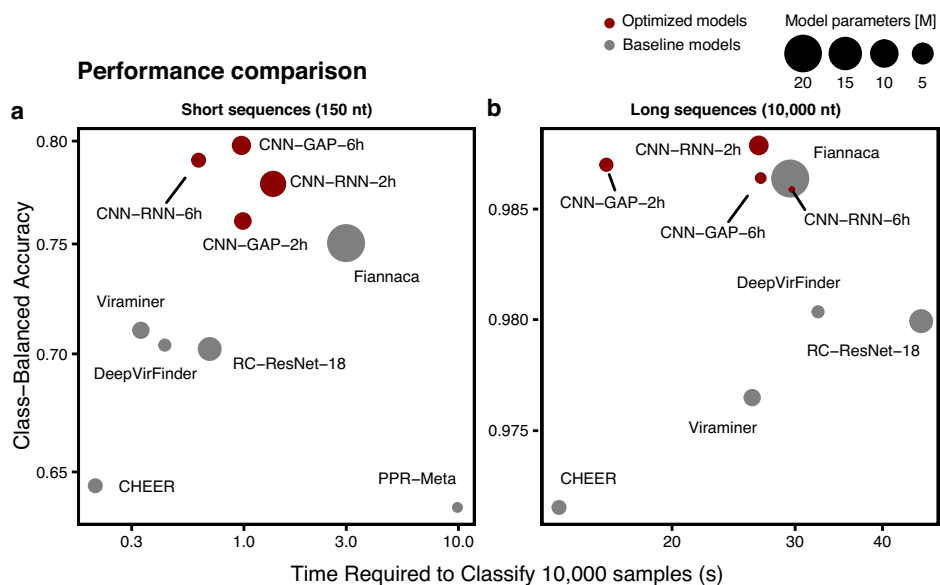 Optimized models
Baseline models
Model parameters [M]
20 15 10 5
Performance comparison
a
Short sequences (150 nt)
b
Long sequences (10,000 nt)
Class−Balanced Accuracy
0.80
0.75
0.70
0.65
CNN−GAP−6h
CNN−RNN−2h
CNN−RNN−6h
CNN−GAP−2h
Fiannaca
Viraminer
DeepVirFinder
RC−ResNet−18
CHEER
PPR−Meta
0.3 1.0 3.0 10.0
0.985
0.980
0.975
CNN−RNN−2h
Fiannaca
CNN−GAP−2h
CNN−GAP−6h
CNN−RNN−6h
DeepVirFinder
RC−ResNet−18
Viraminer
CHEER
20 30 40
Time Required to Classify 10,000 samples (s)